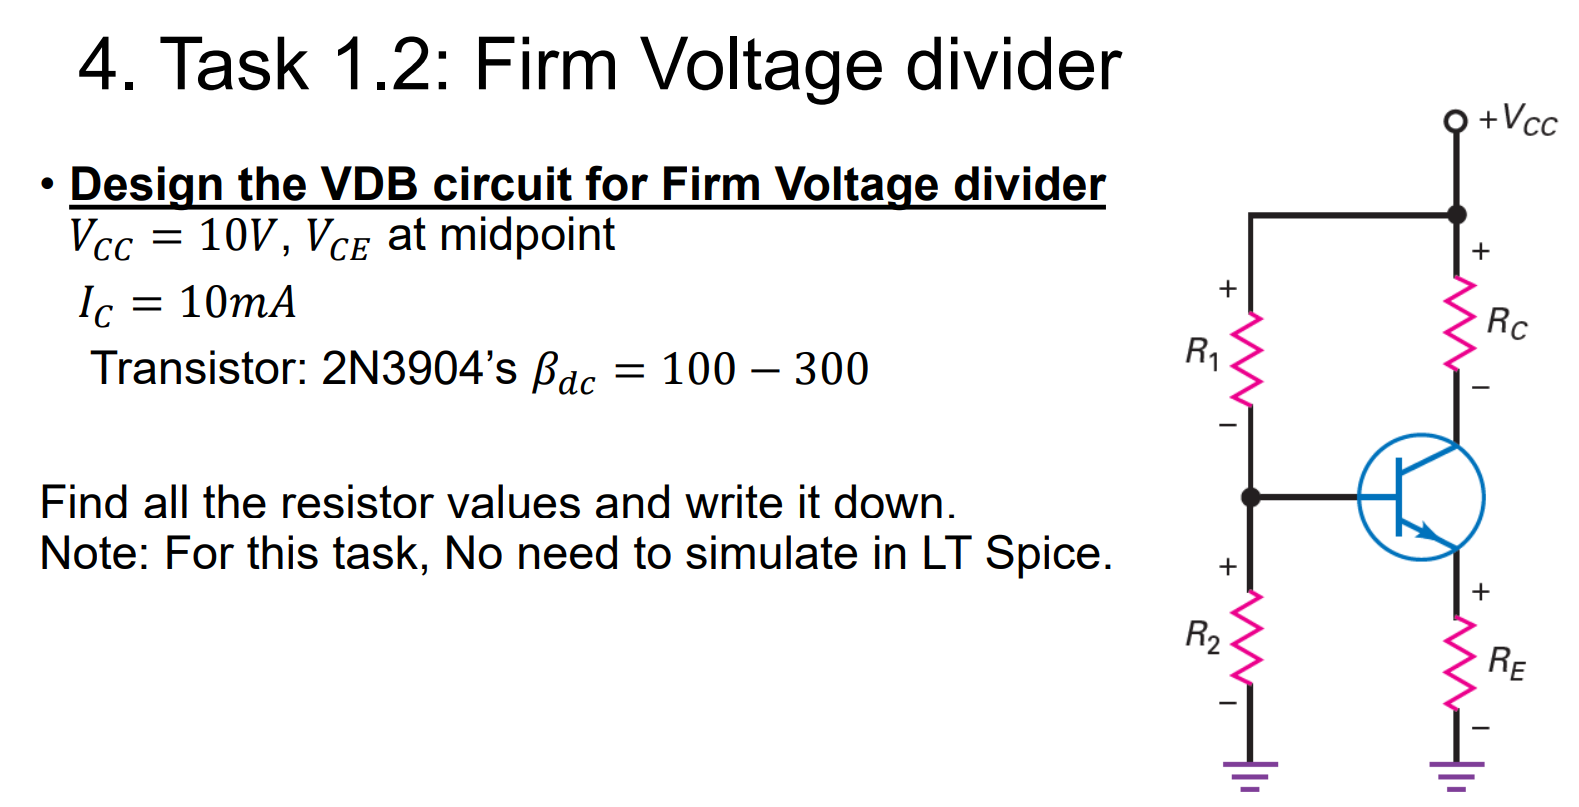 4. Task 1.2: Firm Voltage divider
• Design the VDB circuit for Firm Voltage divider
V_CC = 10V, V_CE at midpoint
I_C = 10mA
Transistor: 2N3904’s β_dc = 100 – 300
Find all the resistor values and write it down.
Note: For this task, No need to simulate in LT Spice.
+V_CC
+
+
R_C
R_1
–
–
+
+
R_2
R_E
–
–